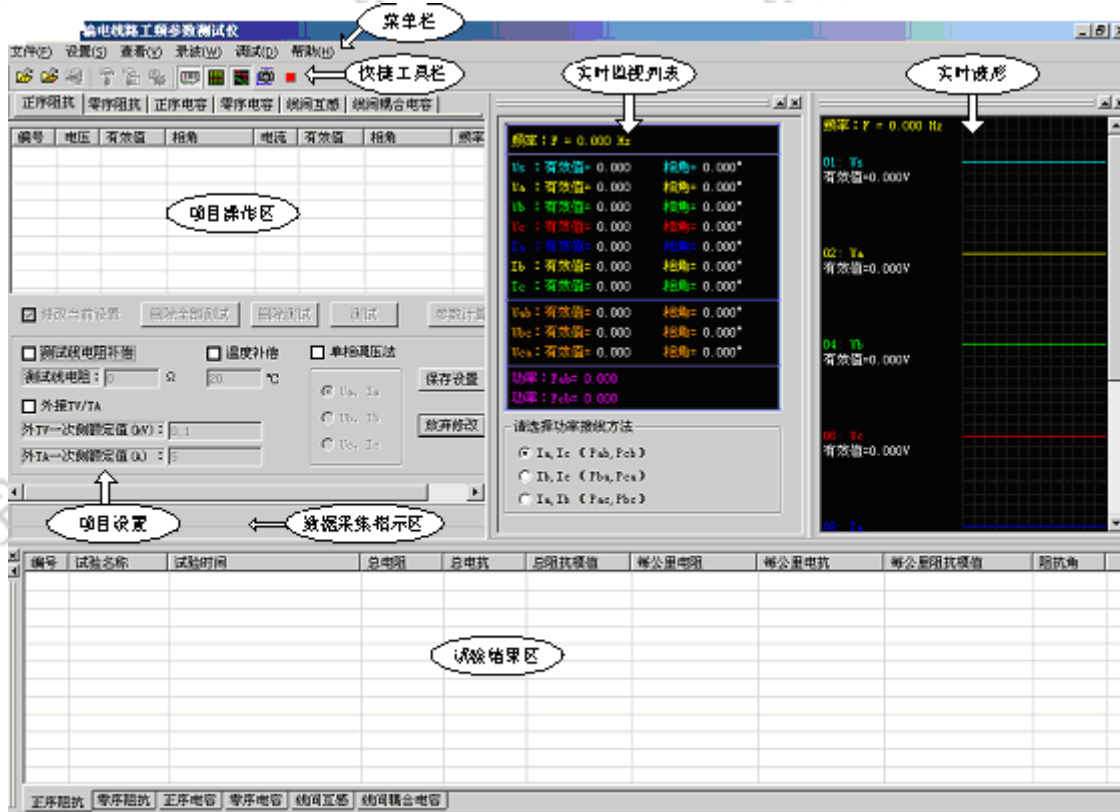 输电线路工频参数测试仪
菜单栏
文件(F) 设置(S) 查看(V) 录波(W) 调试(D) 帮助(H)
快捷工具栏
实时监视列表
实时波形
正序阻抗 零序阻抗 正序电容 零序电容 线间互感 线间耦合电容
编号 电压 有效值 相角 电流 有效值 相角 频率
项目操作区
修改当前设置 删除全部测试 删除测试 测试 参数计算
测试线电阻补偿 温度补偿 单相调压法
测试线电阻: 0 Ω 20 ℃
Ua, Ia
保存设置
外接TV/TA
Ub, Ib
外TV一次侧额定值(kV): 0.1
放弃修改
Uc, Ic
外TA一次侧额定值(A) : 5
项目设置
数据采集指示区
频率: F = 0.000 Hz
Us : 有效值= 0.000 相角= 0.000°
Ua : 有效值= 0.000 相角= 0.000°
Ub : 有效值= 0.000 相角= 0.000°
Uc : 有效值= 0.000 相角= 0.000°
Ia : 有效值= 0.000 相角= 0.000°
Ib : 有效值= 0.000 相角= 0.000°
Ic : 有效值= 0.000 相角= 0.000°
Uab: 有效值= 0.000 相角= 0.000°
Ubc: 有效值= 0.000 相角= 0.000°
Uca: 有效值= 0.000 相角= 0.000°
功率: Pab= 0.000
功率: Pcb= 0.000
请选择功率接线方法
Ia, Ic (Pab, Pcb)
Ib, Ic (Pba, Pca)
Ia, Ib (Pac, Pbc)
频率: F = 0.000 Hz
01: Us
有效值=0.000V
02: Ua
有效值=0.000V
04: Ub
有效值=0.000V
06: Uc
有效值=0.000V
08: Ia
编号 试验名称 试验时间 总电阻 总电抗 总阻抗模值 每公里电阻 每公里电抗 每公里阻抗模值 阻抗角
试验结果区
正序阻抗 零序阻抗 正序电容 零序电容 线间互感 线间耦合电容